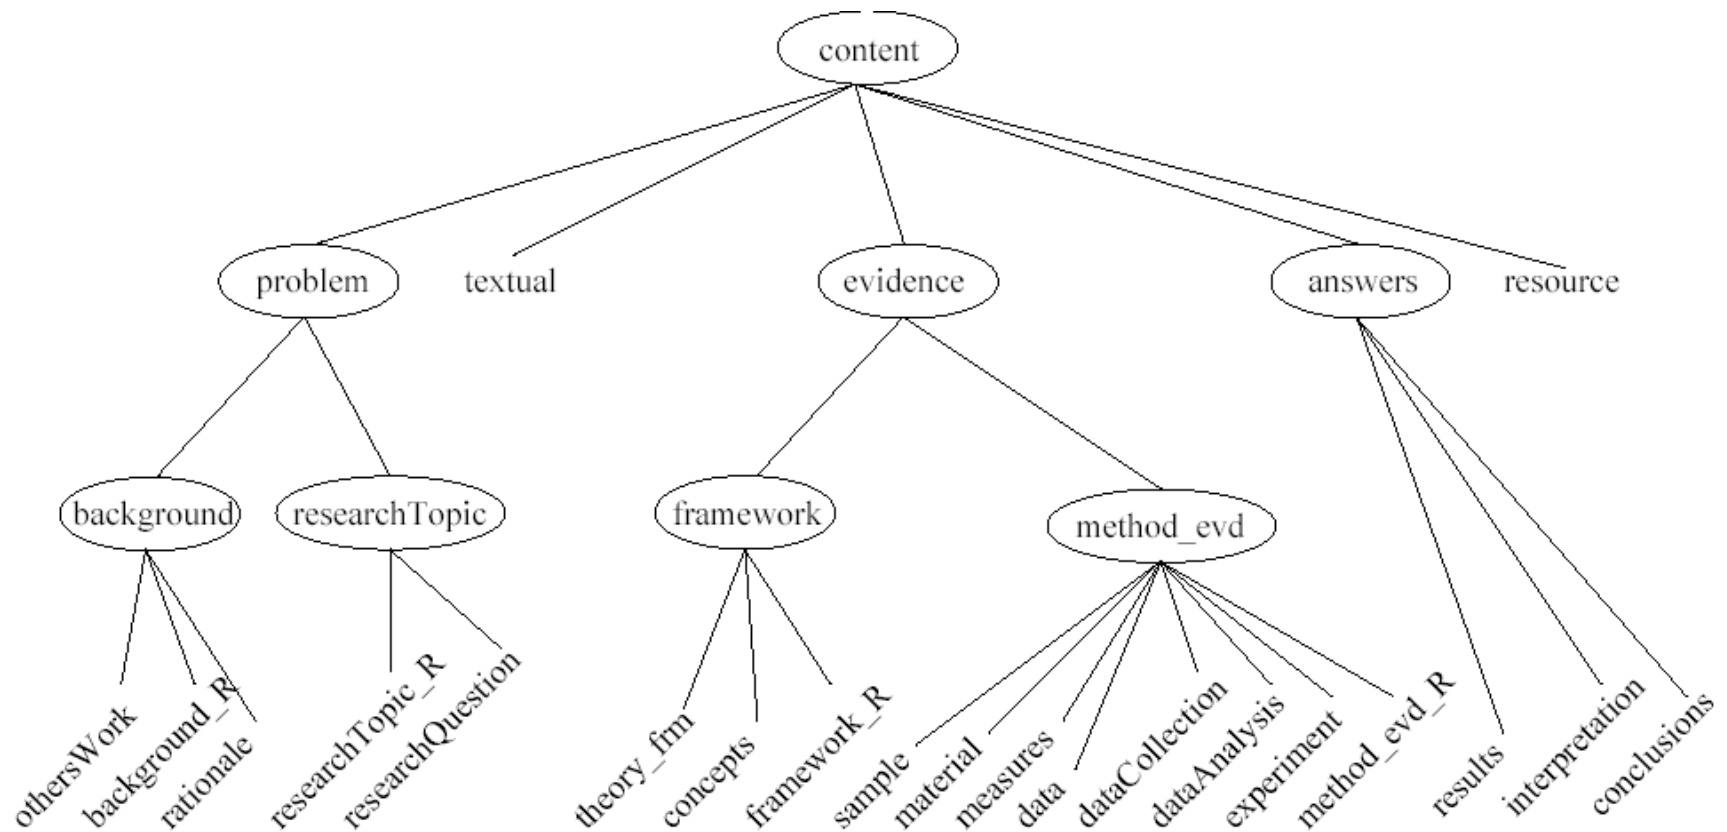 content
problem
textual
evidence
answers
resource
background
researchTopic
framework
method_evd
othersWork
background_R
rationale
researchTopic_R
researchQuestion
theory_frm
concepts
framework_R
sample
material
measures
data
dataCollection
dataAnalysis
experiment
method_evd_R
results
interpretation
conclusions